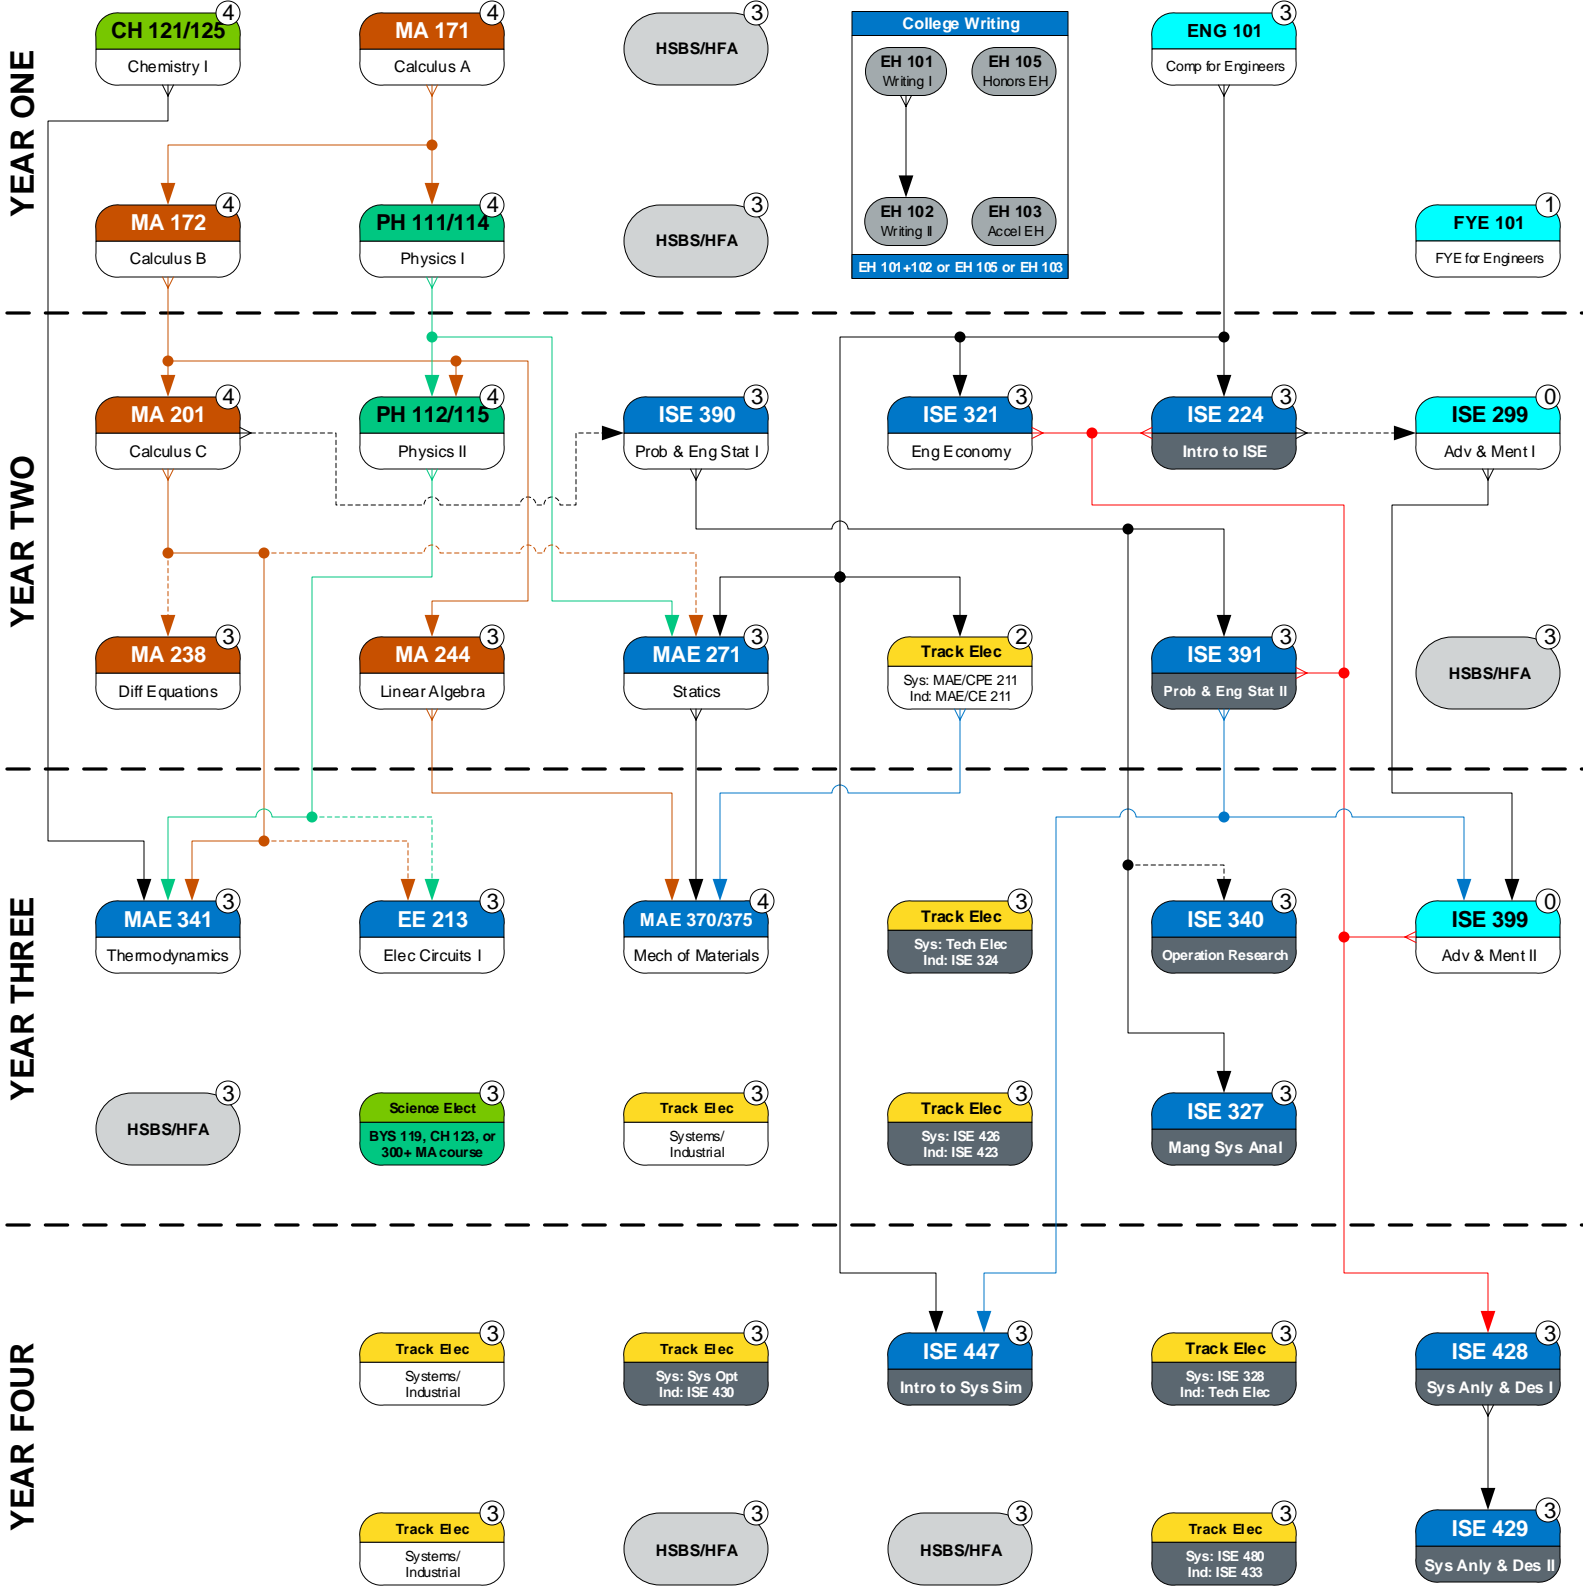 YEAR ONE
4
CH 121/125
Chemistry I
4
MA 171
Calculus A
3
HSBS/HFA
College Writing
EH 101
Writing I
EH 105
Honors EH
EH 102
Writing II
EH 103
Accel EH
EH 101+102 or EH 105 or EH 103
3
ENG 101
Comp for Engineers
4
MA 172
Calculus B
4
PH 111/114
Physics I
3
HSBS/HFA
1
FYE 101
FYE for Engineers
YEAR TWO
4
MA 201
Calculus C
4
PH 112/115
Physics II
3
ISE 390
Prob & Eng Stat I
3
ISE 321
Eng Economy
3
ISE 224
Intro to ISE
0
ISE 299
Adv & Ment I
3
MA 238
Diff Equations
3
MA 244
Linear Algebra
3
MAE 271
Statics
2
Track Elec
Sys: MAE/CPE 211
Ind: MAE/CE 211
3
ISE 391
Prob & Eng Stat II
3
HSBS/HFA
YEAR THREE
3
MAE 341
Thermodynamics
3
EE 213
Elec Circuits I
4
MAE 370/375
Mech of Materials
3
Track Elec
Sys: Tech Elec
Ind: ISE 324
3
ISE 340
Operation Research
0
ISE 399
Adv & Ment II
3
HSBS/HFA
3
Science Elect
BYS 119, CH 123, or
300+ MA course
3
Track Elec
Systems/
Industrial
3
Track Elec
Sys: ISE 426
Ind: ISE 423
3
ISE 327
Mang Sys Anal
YEAR FOUR
3
Track Elec
Systems/
Industrial
3
Track Elec
Sys: Sys Opt
Ind: ISE 430
3
ISE 447
Intro to Sys Sim
3
Track Elec
Sys: ISE 328
Ind: Tech Elec
3
ISE 428
Sys Anly & Des I
3
Track Elec
Systems/
Industrial
3
HSBS/HFA
3
HSBS/HFA
3
Track Elec
Sys: ISE 480
Ind: ISE 433
3
ISE 429
Sys Anly & Des II